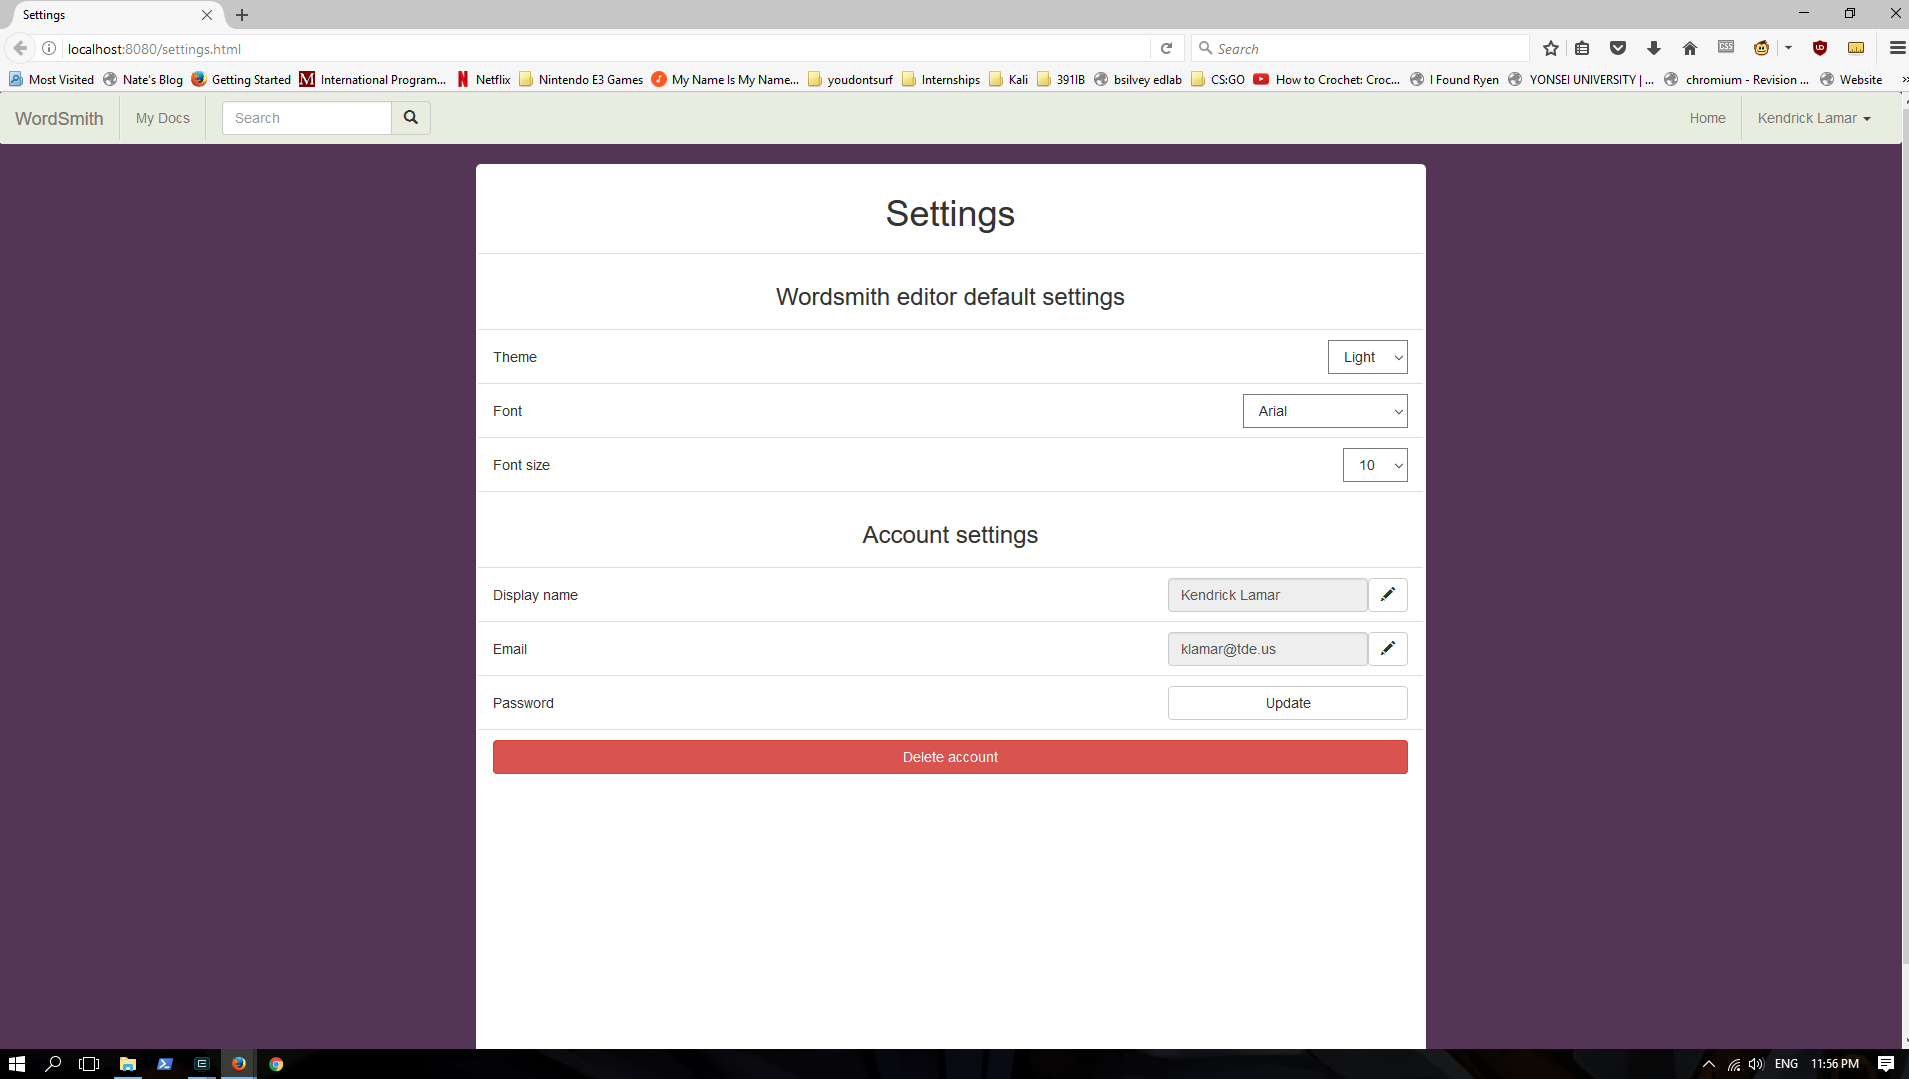 Settings
localhost:8080/settings.html
Search
Most Visited Nate's Blog Getting Started International Program... Netflix Nintendo E3 Games My Name Is My Name... youdontsurf Internships Kali 391IB bsilvey edlab CS:GO How to Crochet: Croc... I Found Ryen YONSEI UNIVERSITY | ... chromium - Revision ... Website
WordSmith My Docs Search Home Kendrick Lamar
Settings
Wordsmith editor default settings
Theme Light
Font Arial
Font size 10
Account settings
Display name Kendrick Lamar
Email klamar@tde.us
Password Update
Delete account
ENG 11:56 PM